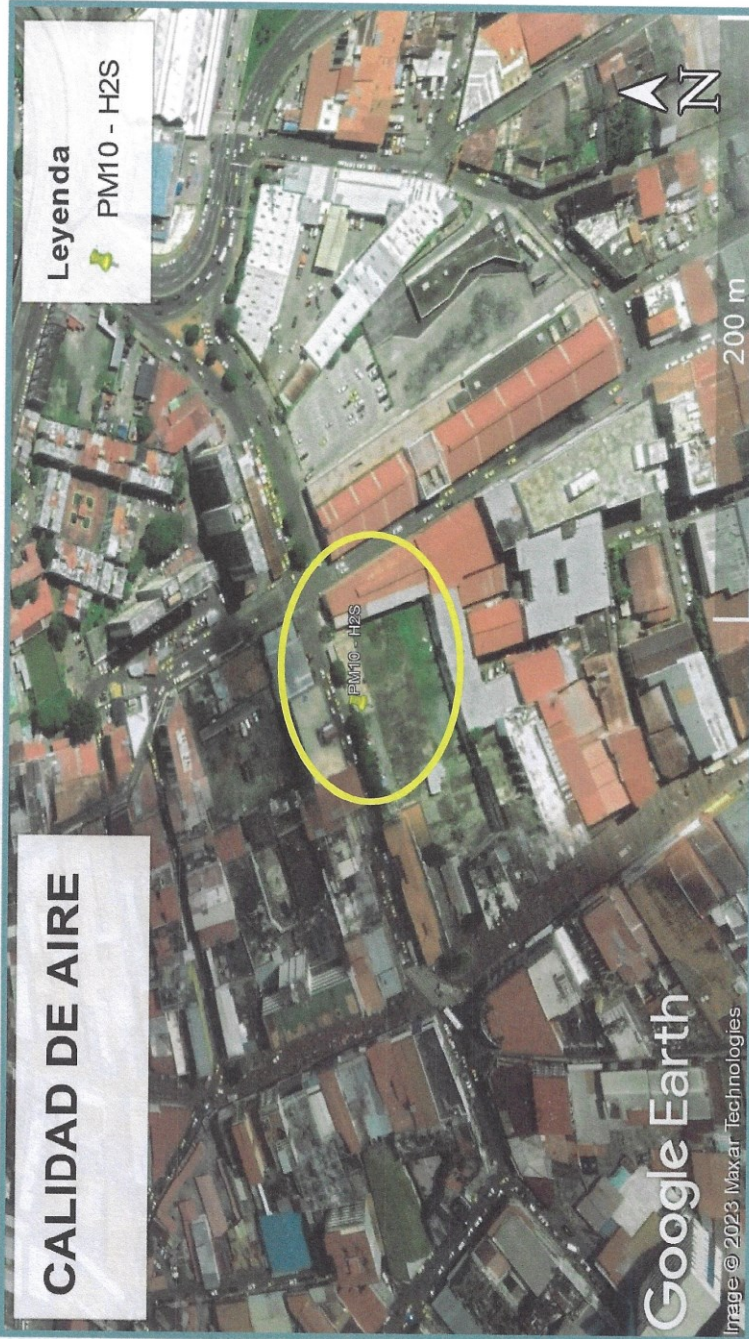 CALIDAD DE AIRE
Leyenda
PM10 - H2S
PM10 - H2S
N
200 m
Google Earth
Image © 2023 Maxar Technologies